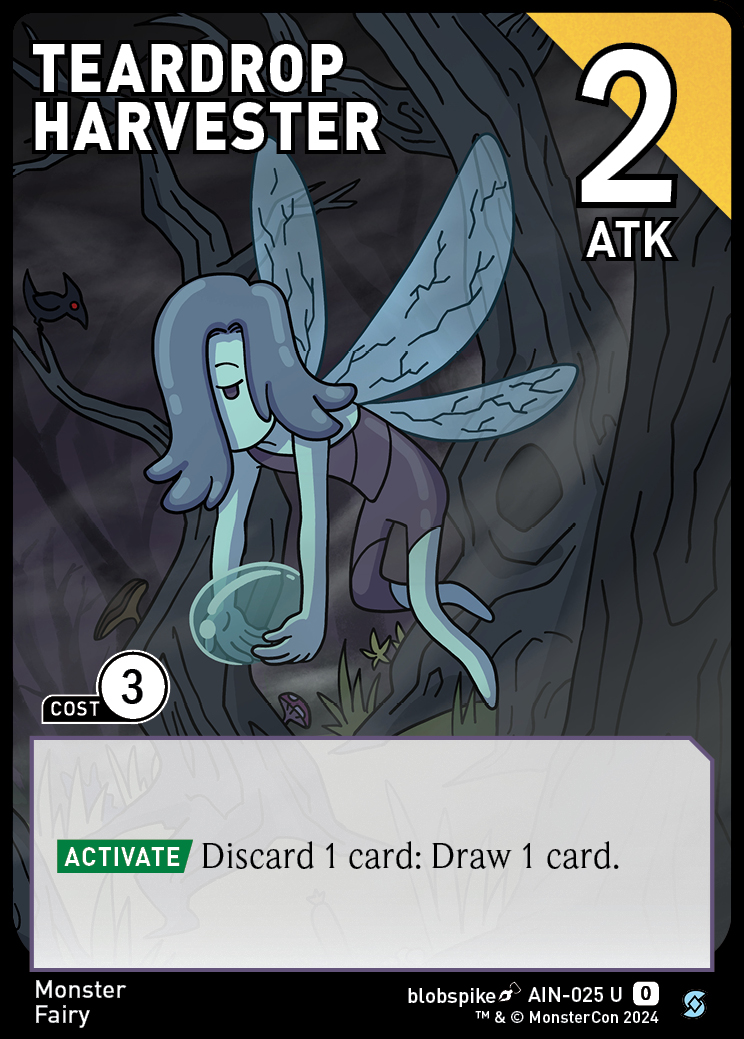 TEARDROP
HARVESTER
2
ATK
COST 3
ACTIVATE Discard 1 card: Draw 1 card.
Monster
Fairy
blobspike AIN-025 U 0
™ & © MonsterCon 2024